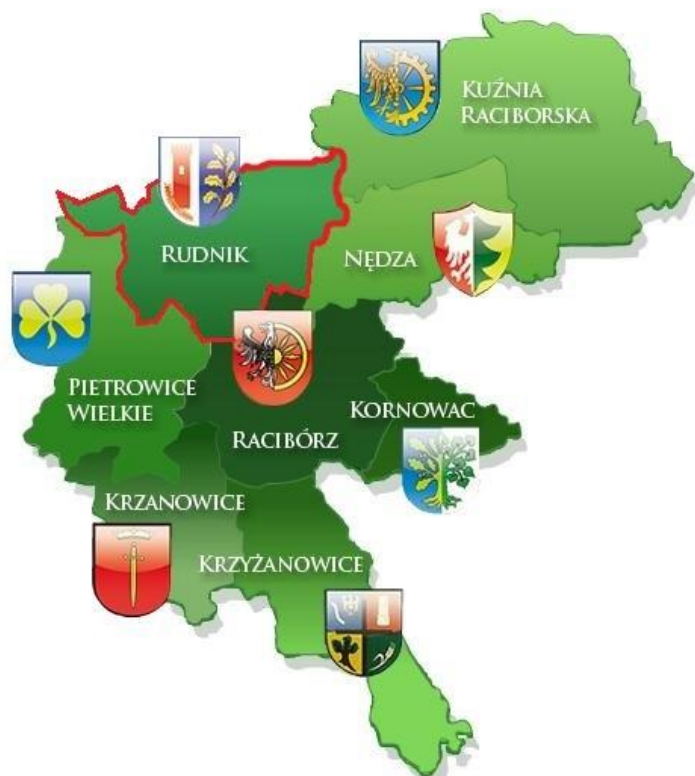 KUŹNIA
RACIBORSKA
RUDNIK
NĘDZA
PIETROWICE
WIELKIE
KORNOWAC
RACIBÓRZ
KRZANOWICE
KRZYŻANOWICE